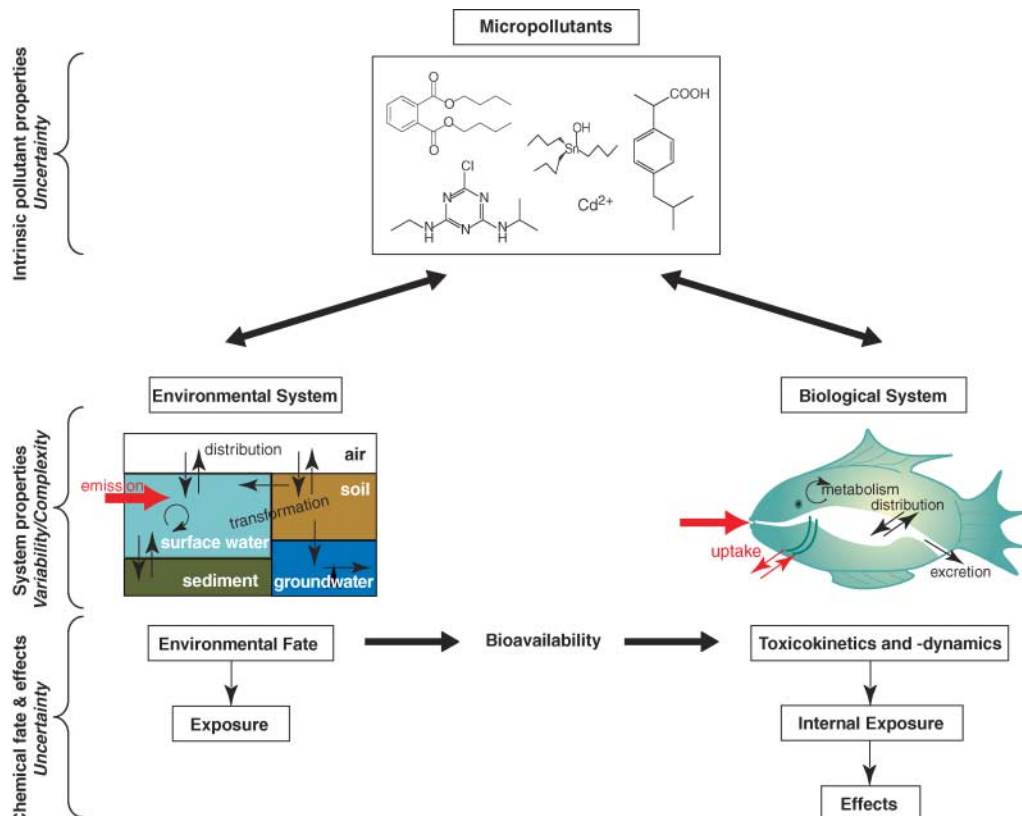 Micropollutants
Intrinsic pollutant properties
Uncertainty
O
O
O
O
OH
Sn
COOH
Cl
N
N
N
N
H
N
H
Cd2+
Environmental System
Biological System
System properties
Variability/Complexity
distribution
air
emission
soil
transformation
surface water
sediment
groundwater
metabolism
distribution
uptake
excretion
Chemical fate & effects
Uncertainty
Environmental Fate
Bioavailability
Toxicokinetics and -dynamics
Exposure
Internal Exposure
Effects